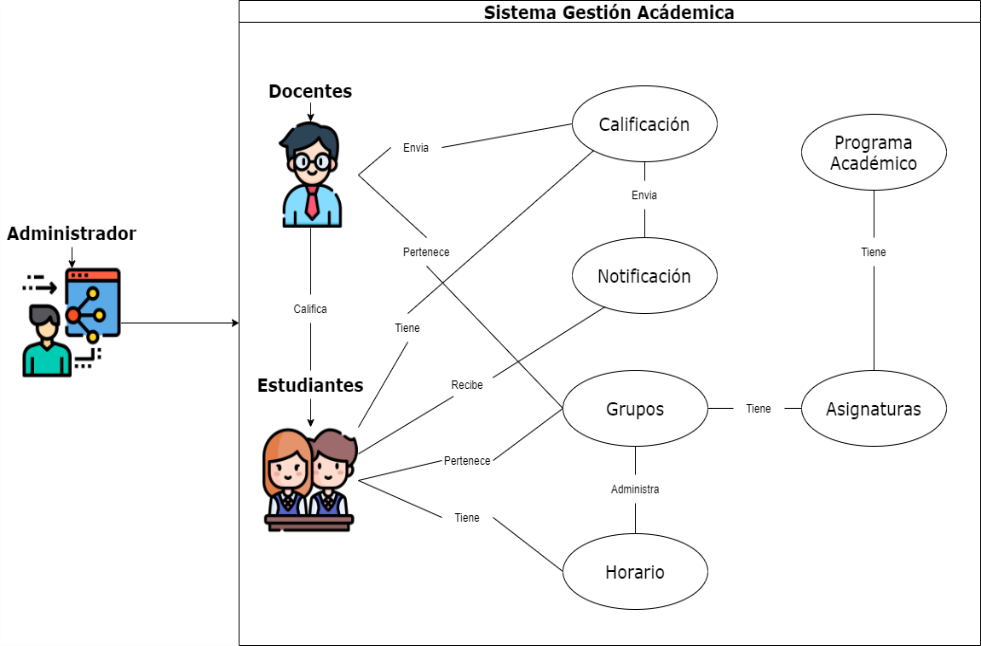 Sistema Gestión Acádemica
Docentes
Calificación
Programa
Académico
Envia
Envia
Administrador
Pertenece
Tiene
Notificación
Califica
Tiene
Estudiantes
Recibe
Grupos
Tiene
Asignaturas
Pertenece
Administra
Tiene
Horario